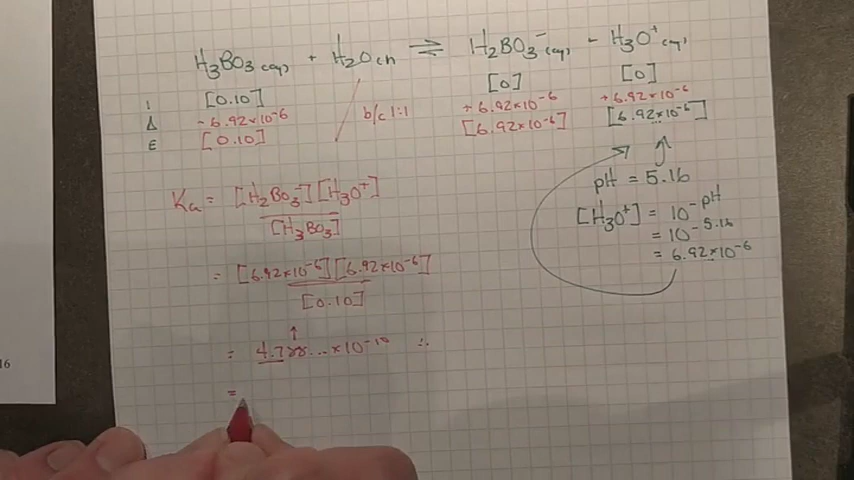 H₃BO₃(aq) + H₂O(l) ⇌ H₂BO₃⁻(aq) - H₃O⁺(aq)
I [0.10] [0] [0]
Δ - 6.92×10⁻⁶ b/c 1:1 + 6.92×10⁻⁶ + 6.92×10⁻⁶
E [0.10] [6.92×10⁻⁶] [6.92×10⁻⁶]
pH = 5.16
Ka = [H₂BO₃⁻][H₃O⁺]
[H₃BO₃]
[H₃O⁺] = 10⁻pH
= 10⁻5.16
= 6.92×10⁻⁶
= [6.92×10⁻⁶][6.92×10⁻⁶]
[0.10]
= 4.788...×10⁻¹⁰ ∴
=
16